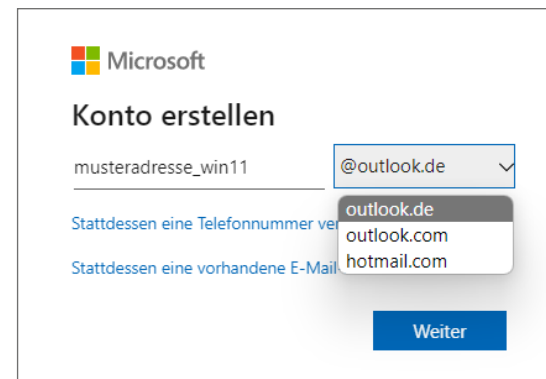 Microsoft
Konto erstellen
musteradresse_win11 @outlook.de
outlook.de
Stattdessen eine Telefonnummer
outlook.com
hotmail.com
Stattdessen eine vorhandene E-Mail-
Weiter